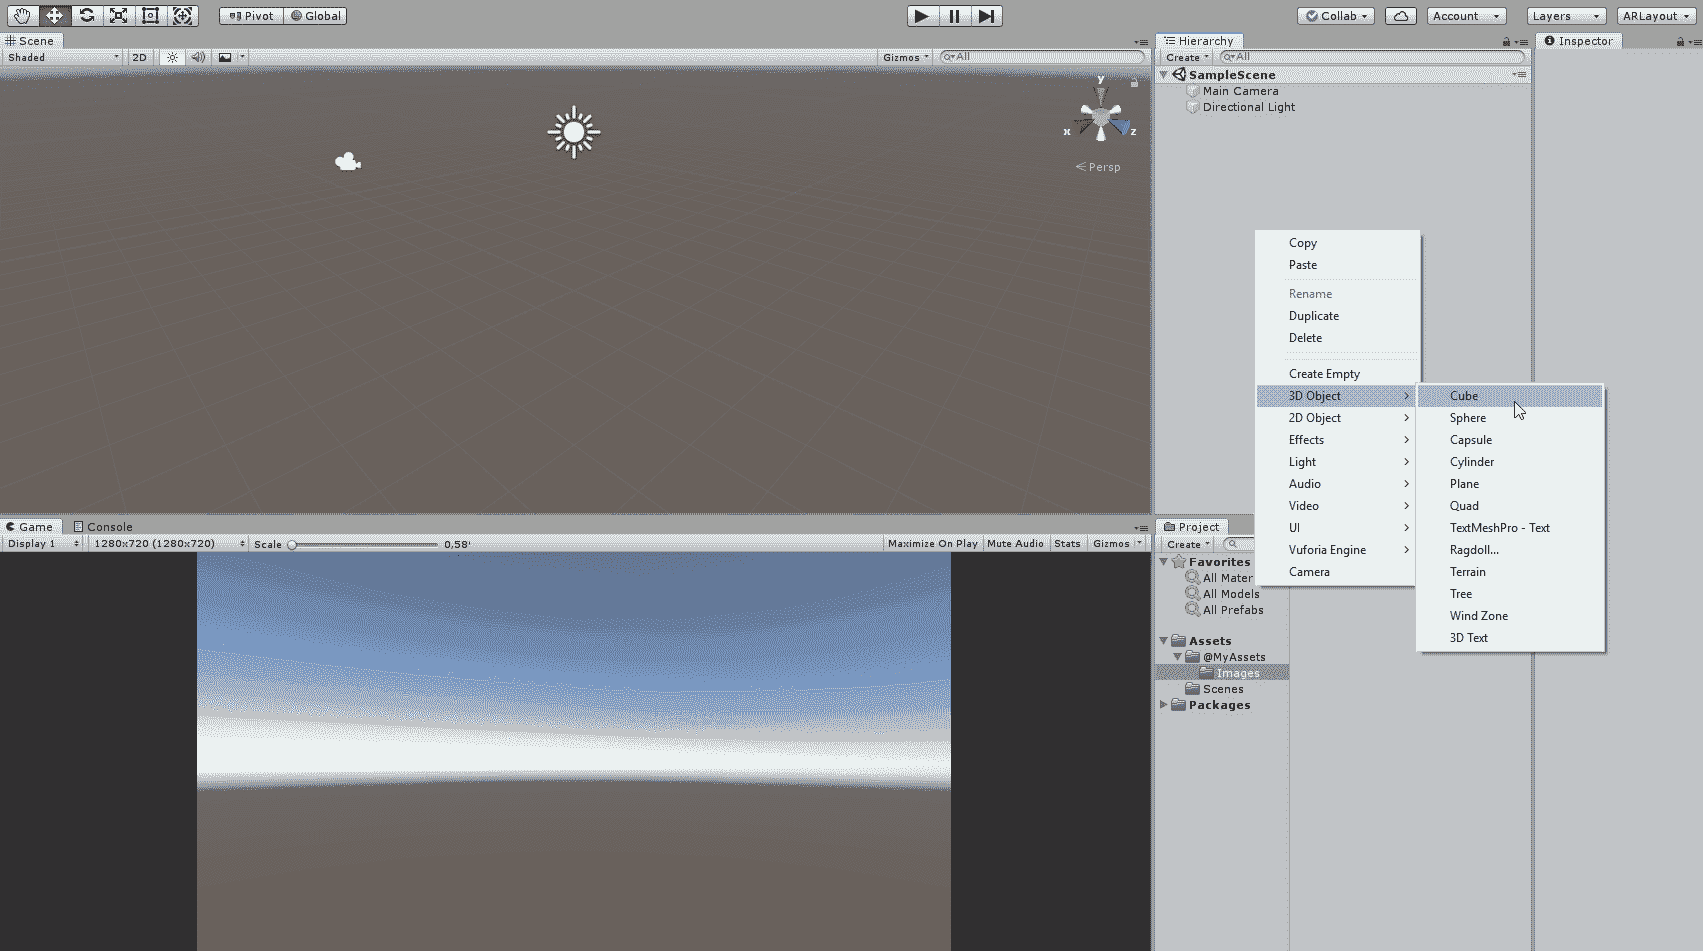 Pivot Global Collab Account Layers ARLayout
Scene
Shaded 2D Gizmos All
y
x z
Persp
Hierarchy
Create All
SampleScene
Main Camera
Directional Light
Inspector
Copy
Paste
Rename
Duplicate
Delete
Create Empty
3D Object
2D Object
Effects
Light
Audio
Video
UI
Vuforia Engine
Camera
Cube
Sphere
Capsule
Cylinder
Plane
Quad
TextMeshPro - Text
Ragdoll...
Terrain
Tree
Wind Zone
3D Text
Game Console
Display 1 1280x720 (1280x720) Scale 0,58' Maximize On Play Mute Audio Stats Gizmos
Project
Create
Favorites
All Mater
All Models
All Prefabs
Assets
@MyAssets
Images
Scenes
Packages